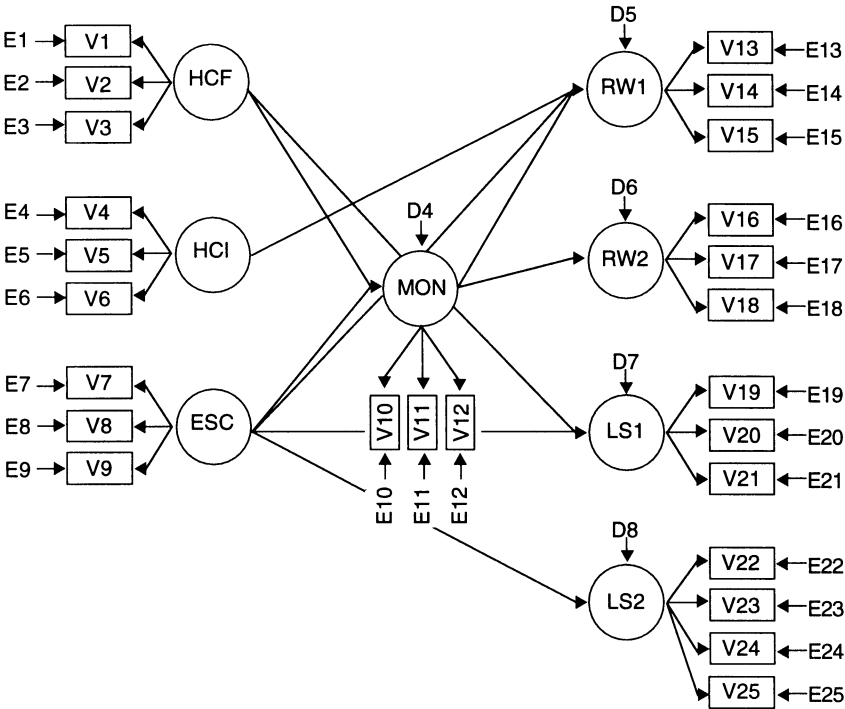 E1
V1
E2
V2
E3
V3
HCF
E4
V4
E5
V5
E6
V6
HCI
E7
V7
E8
V8
E9
V9
ESC
D4
MON
V10
V11
V12
E10
E11
E12
D5
RW1
V13
E13
V14
E14
V15
E15
D6
RW2
V16
E16
V17
E17
V18
E18
D7
LS1
V19
E19
V20
E20
V21
E21
D8
LS2
V22
E22
V23
E23
V24
E24
V25
E25